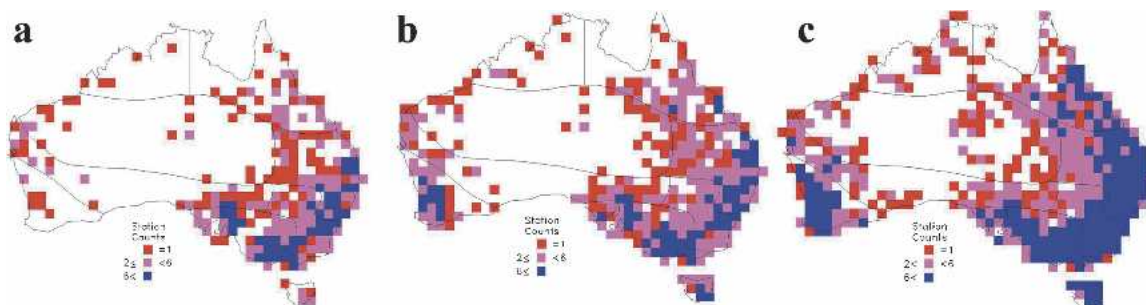 a
b
c
Station
Counts
=1
2≤ <6
6<
Station
Counts
=1
2≤ <6
6<
Station
Counts
=1
2< <6
6<